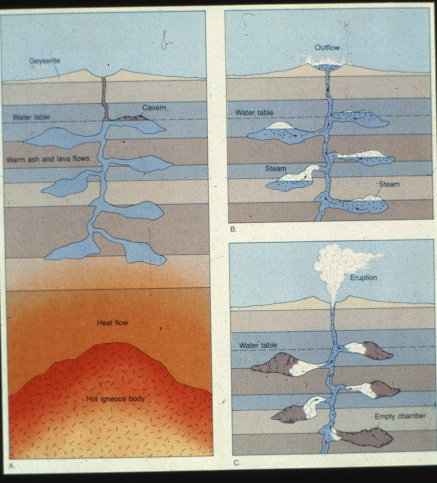 Geyserite
Cavern
Water table
Warm ash and lava flows
Heat flow
Hot igneous body
A.
Outflow
Water table
Steam
Steam
B.
Eruption
Water table
Empty chamber
C.